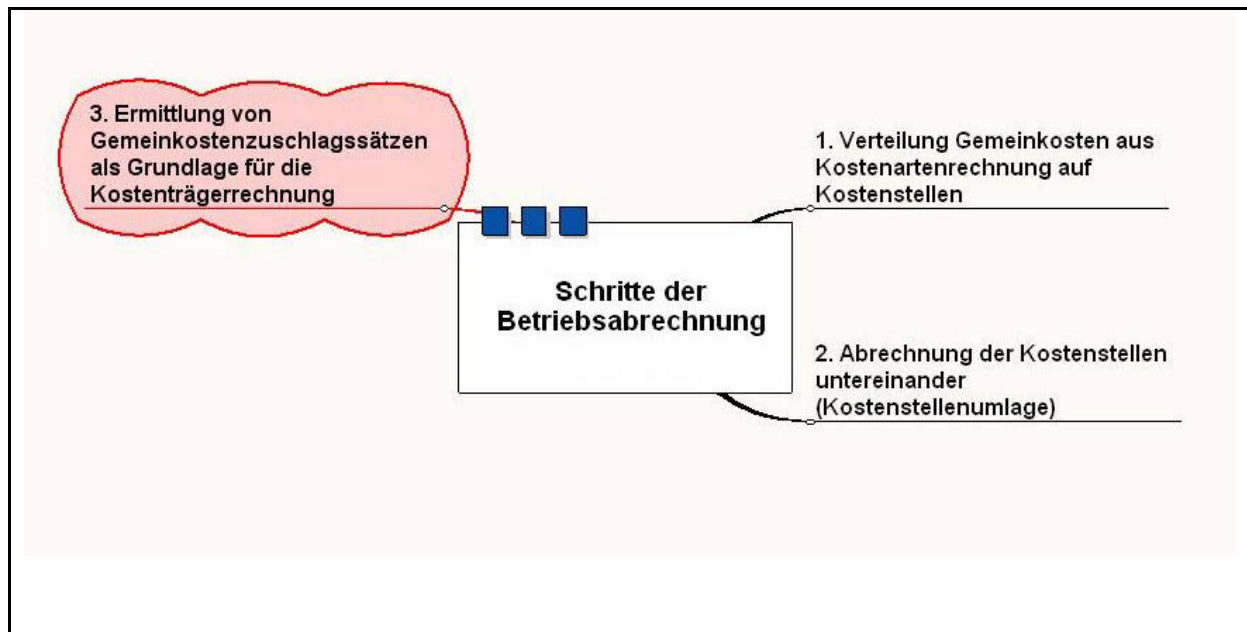 3. Ermittlung von
Gemeinkostenzuschlagssätzen
als Grundlage für die
Kostenträgerrechnung
1. Verteilung Gemeinkosten aus
Kostenartenrechnung auf
Kostenstellen
Schritte der
Betriebsabrechnung
2. Abrechnung der Kostenstellen
untereinander
(Kostenstellenumlage)